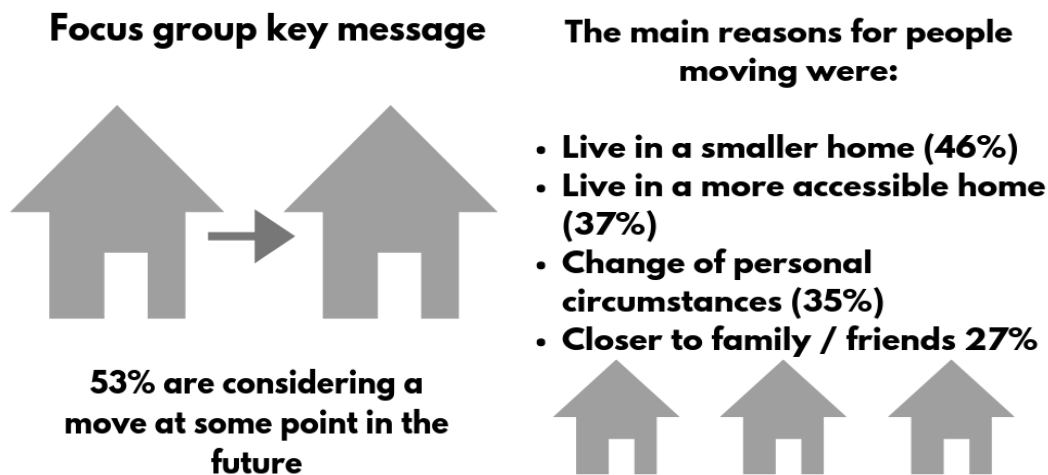 Focus group key message
53% are considering a
move at some point in the
future
The main reasons for people
moving were:
• Live in a smaller home (46%)
• Live in a more accessible home
(37%)
• Change of personal
circumstances (35%)
• Closer to family / friends 27%